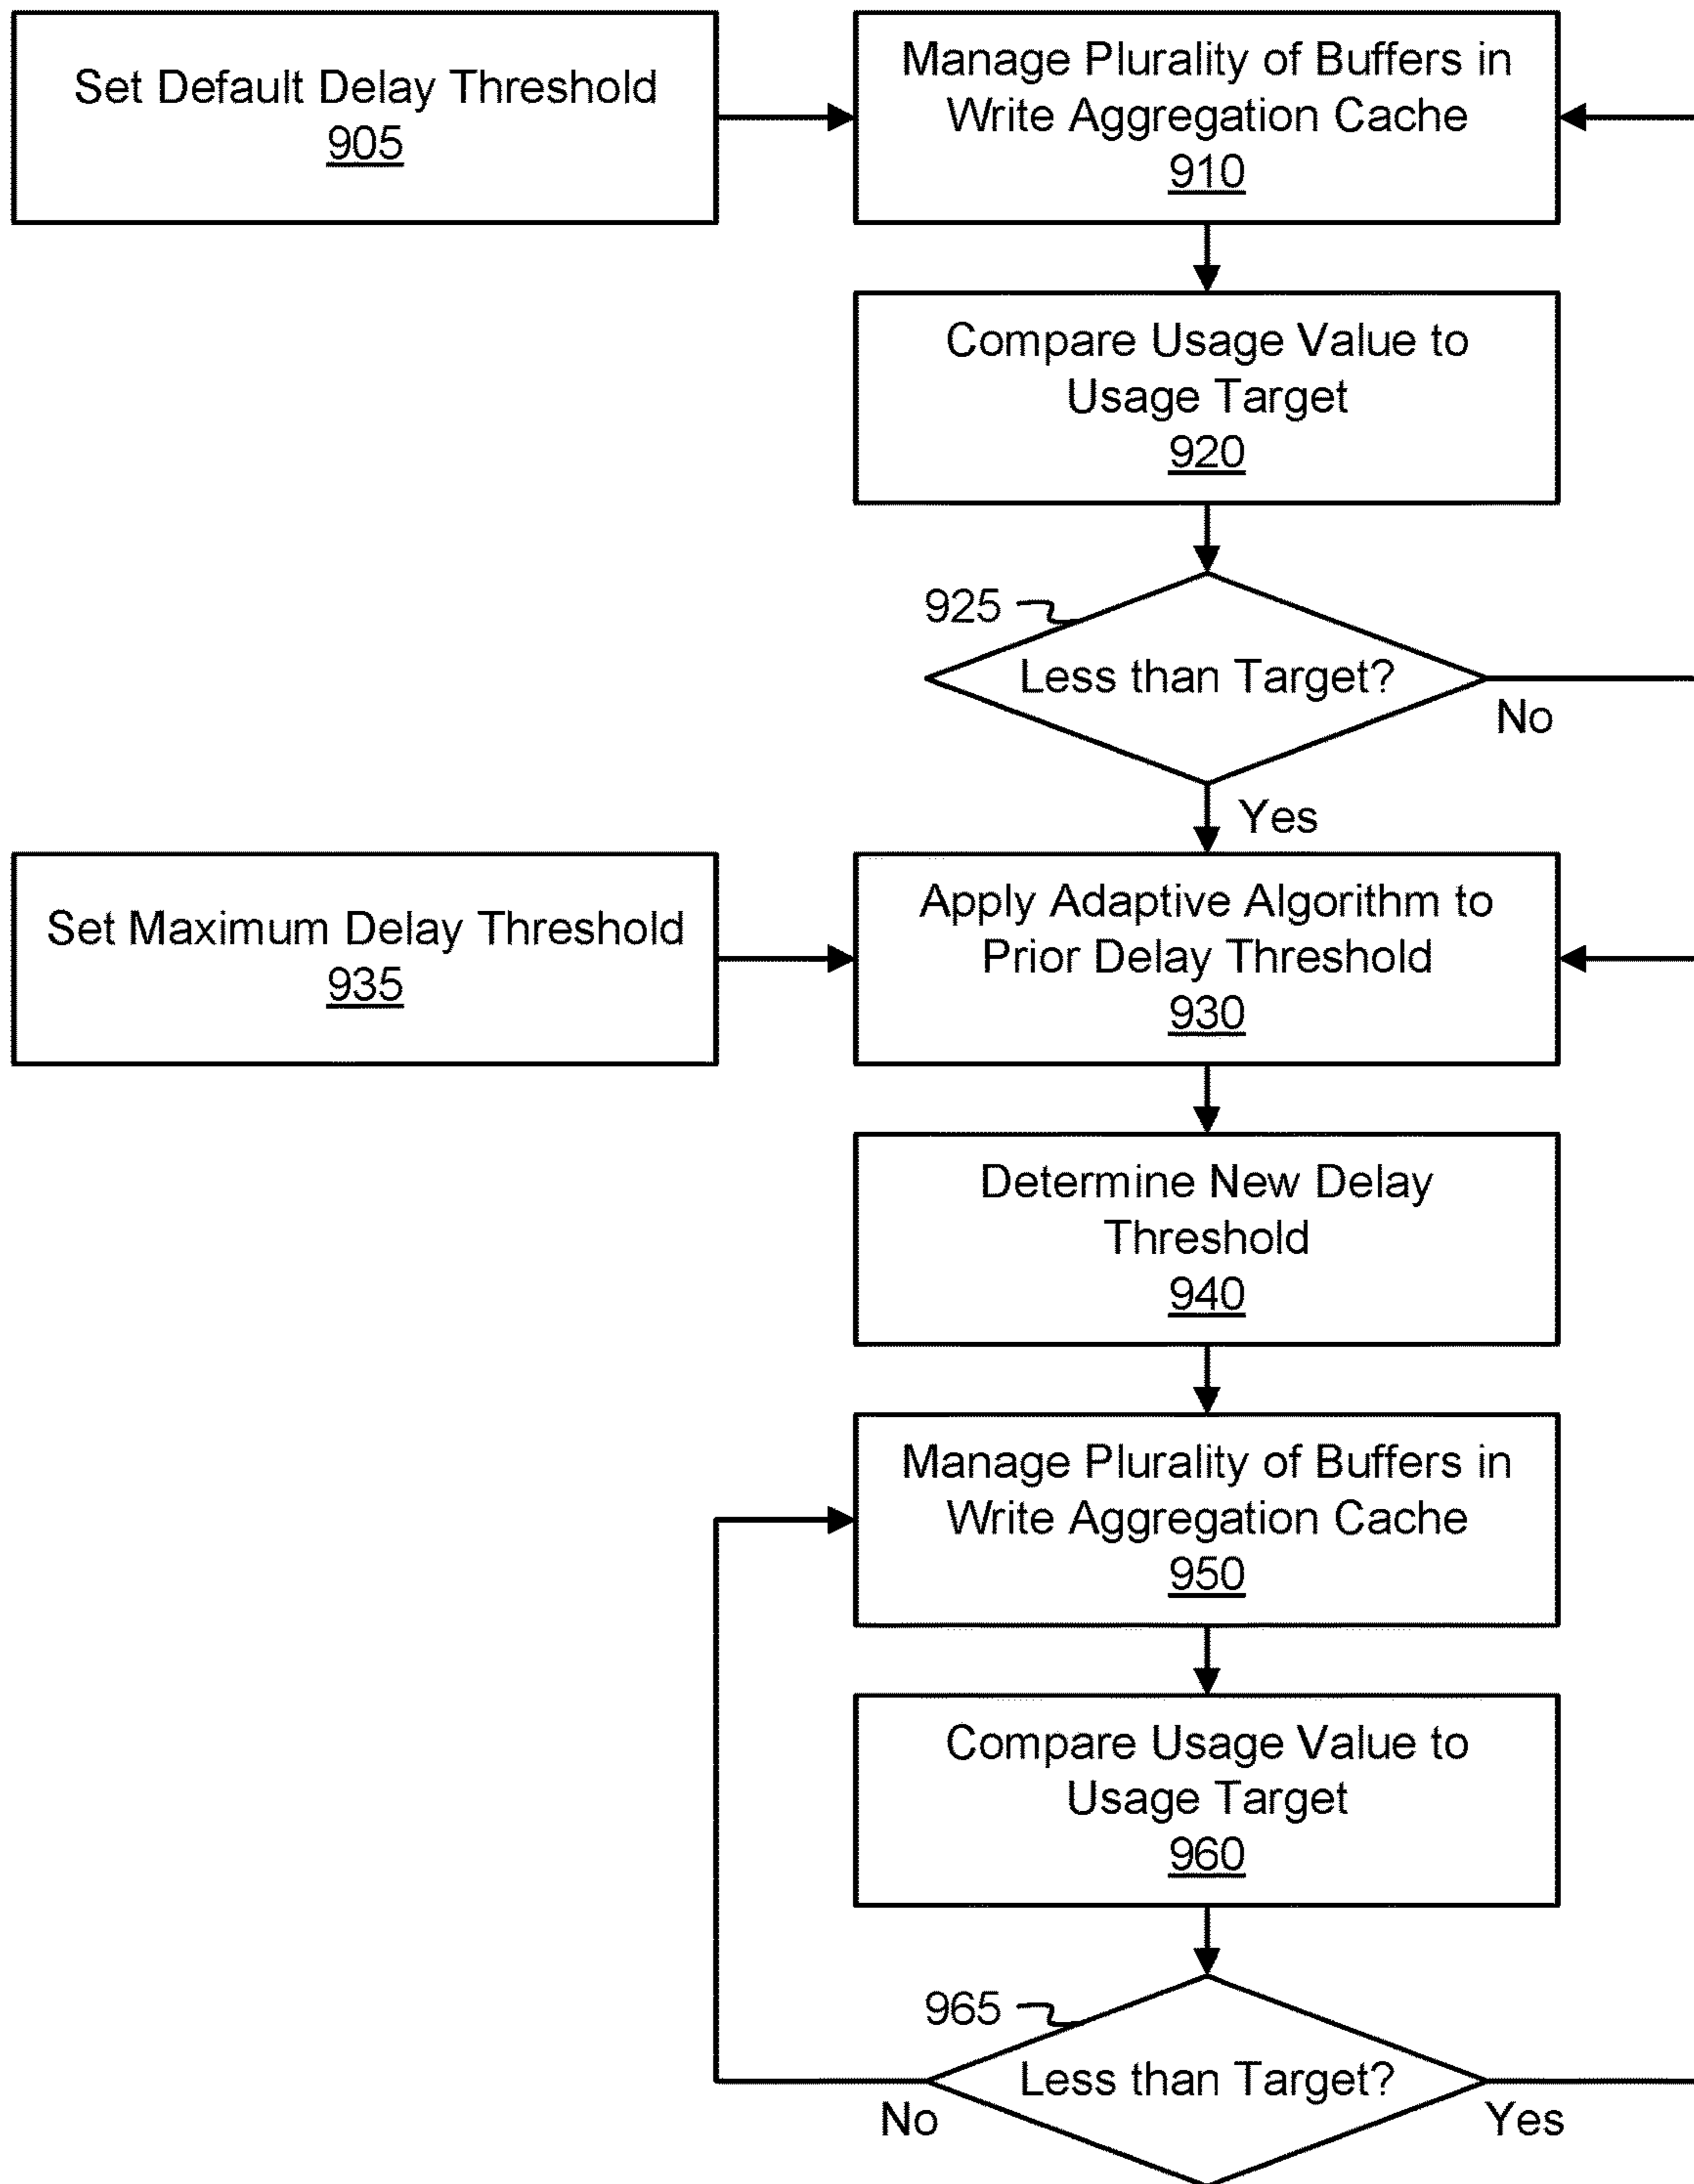 Set Default Delay Threshold
905
Manage Plurality of Buffers in
Write Aggregation Cache
910
Compare Usage Value to
Usage Target
920
925
Less than Target?
No
Yes
Set Maximum Delay Threshold
935
Apply Adaptive Algorithm to
Prior Delay Threshold
930
Determine New Delay
Threshold
940
Manage Plurality of Buffers in
Write Aggregation Cache
950
Compare Usage Value to
Usage Target
960
965
Less than Target?
No
Yes